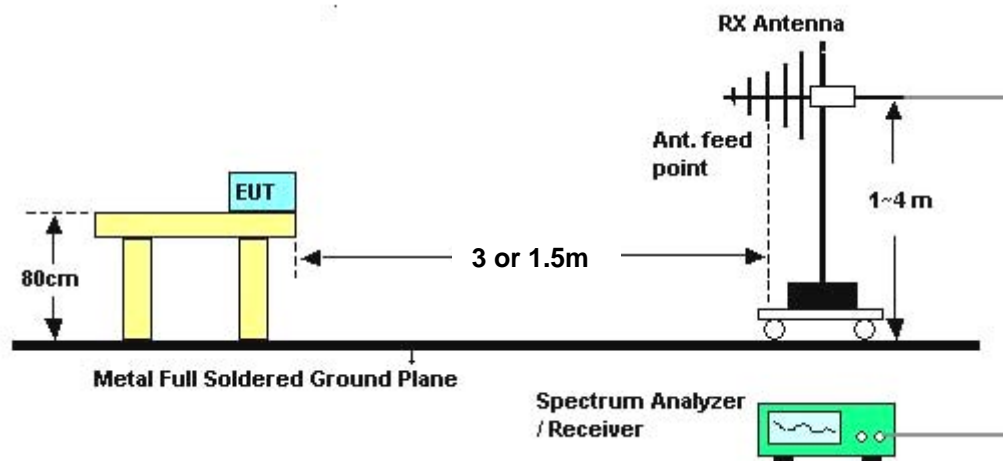 RX Antenna
Ant. feed
point
EUT
1~4 m
3 or 1.5m
80cm
Metal Full Soldered Ground Plane
Spectrum Analyzer
/ Receiver